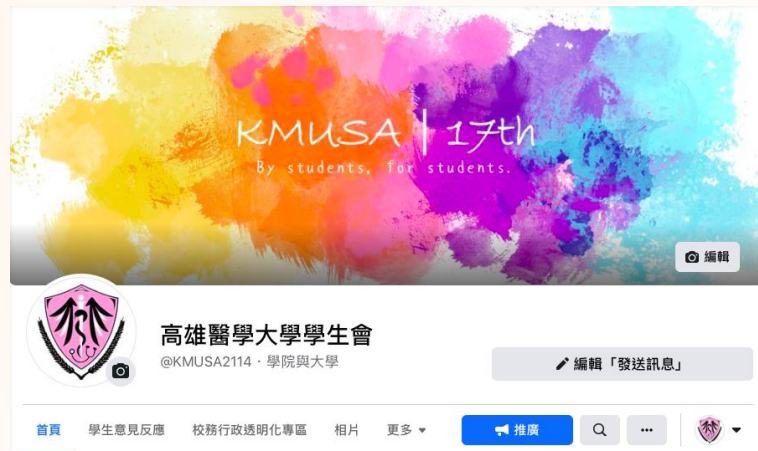 KMUSA | 17th
By students, for students.
編輯
高雄醫學大學學生會
@KMUSA2114 · 學院與大學
編輯「發送訊息」
首頁 學生意見反應 校務行政透明化專區 相片 更多 推廣